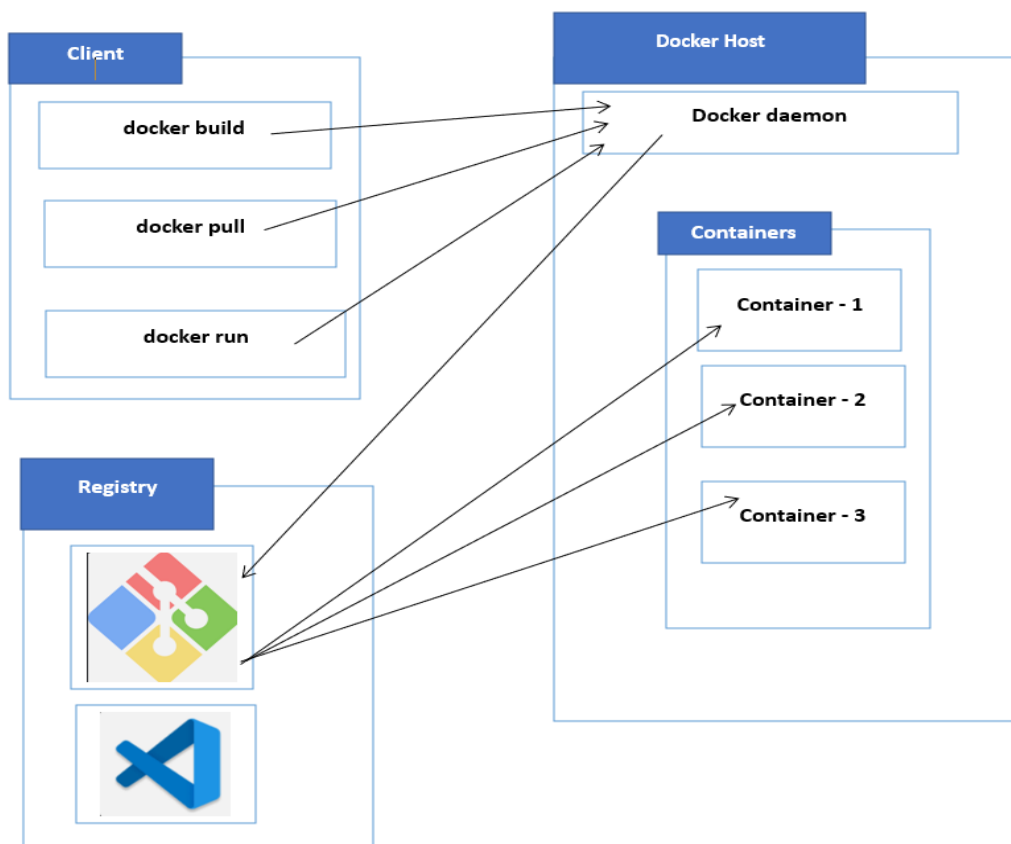 Client
docker build
docker pull
docker run
Docker Host
Docker daemon
Containers
Container - 1
Container - 2
Container - 3
Registry